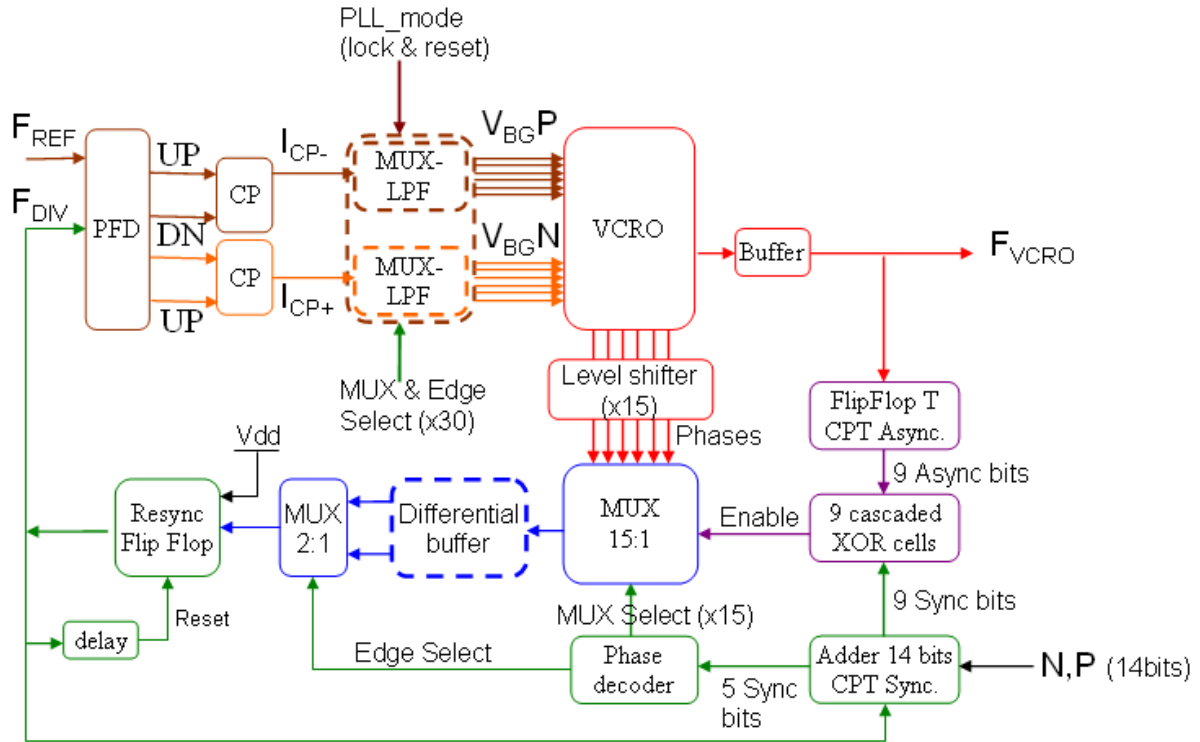 PLL_mode
(lock & reset)
FREF
UP
ICP-
MUX-
LPF
VBGP
CP
FDIV
PFD
DN
VBGN
VCRO
Buffer
FVCRO
CP
MUX-
LPF
UP
ICP+
MUX & Edge
Select (x30)
Level shifter
(x15)
FlipFlop T
CPT Async.
Phases
Vdd
9 Async bits
Resync
Flip Flop
MUX
2:1
Differential
buffer
MUX
15:1
Enable
9 cascaded
XOR cells
Reset
MUX Select (x15)
9 Sync bits
delay
Edge Select
Phase
decoder
5 Sync
bits
Adder 14 bits
CPT Sync.
N,P (14bits)